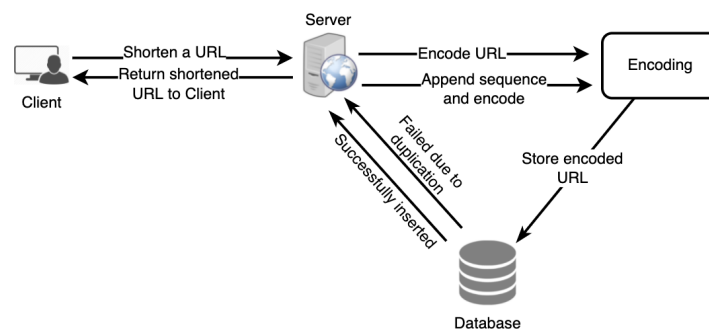 Server
Shorten a URL
Return shortened
URL to Client
Client
Encode URL
Append sequence
and encode
Encoding
Failed due to
duplication
Successfully inserted
Store encoded
URL
Database